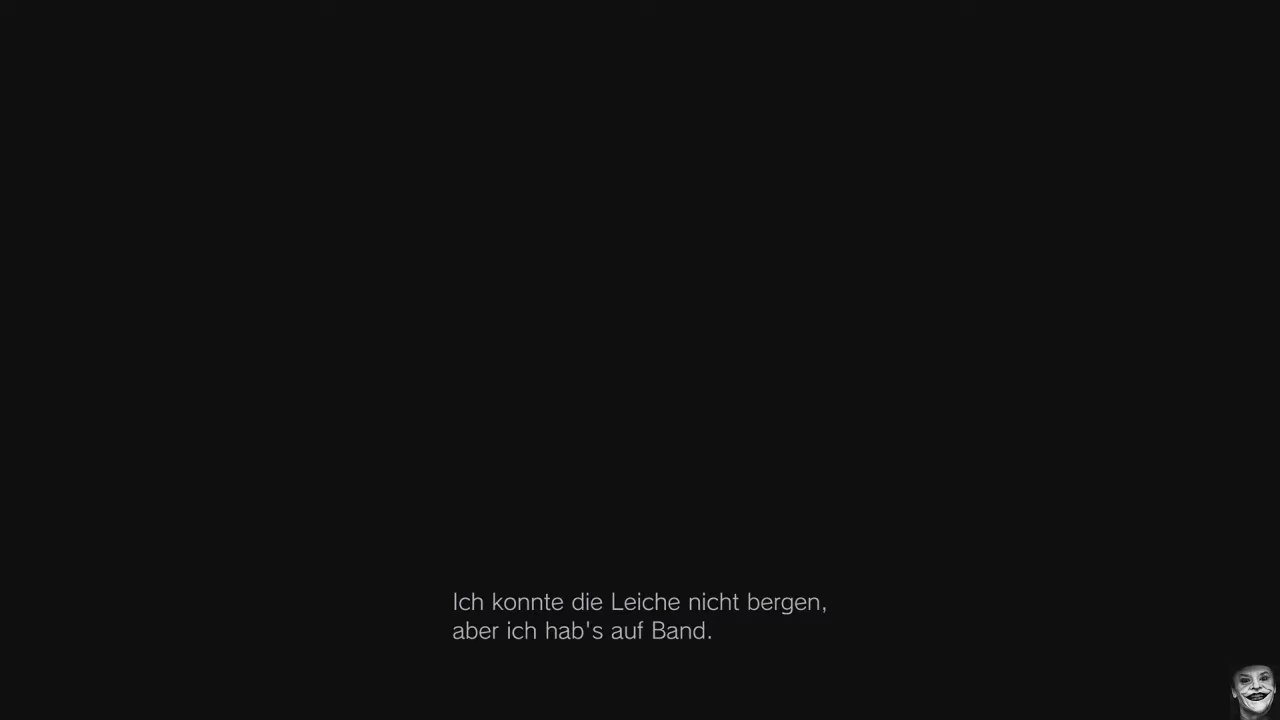 Ich konnte die Leiche nicht bergen,
aber ich hab's auf Band.